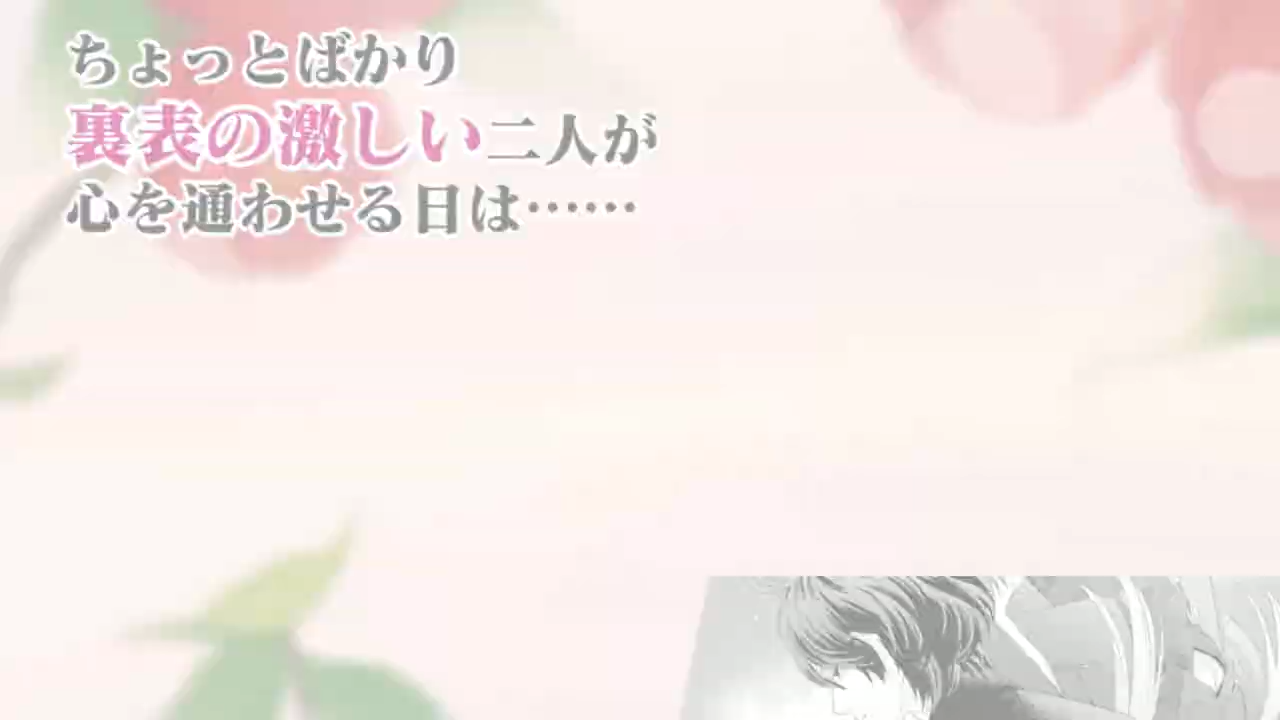 ちょっとばかり
裏表の激しい二人が
心を通わせる日は……